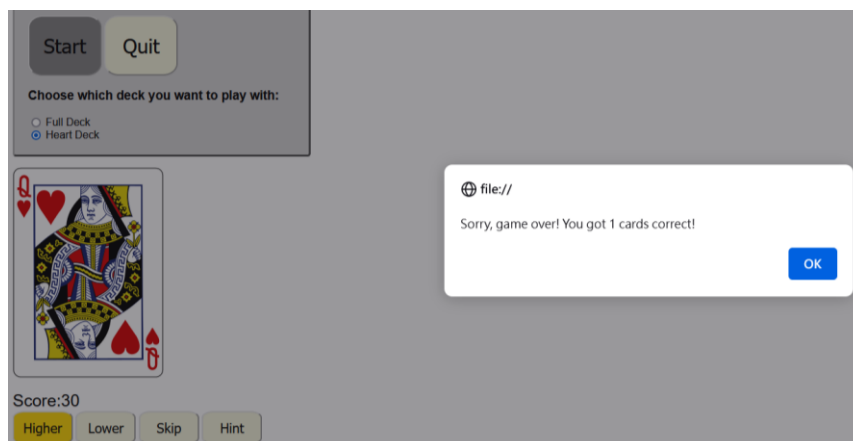 Start Quit
Choose which deck you want to play with:
Full Deck
Heart Deck
Q
file://
Sorry, game over! You got 1 cards correct!
OK
Q
Score:30
Higher Lower Skip Hint